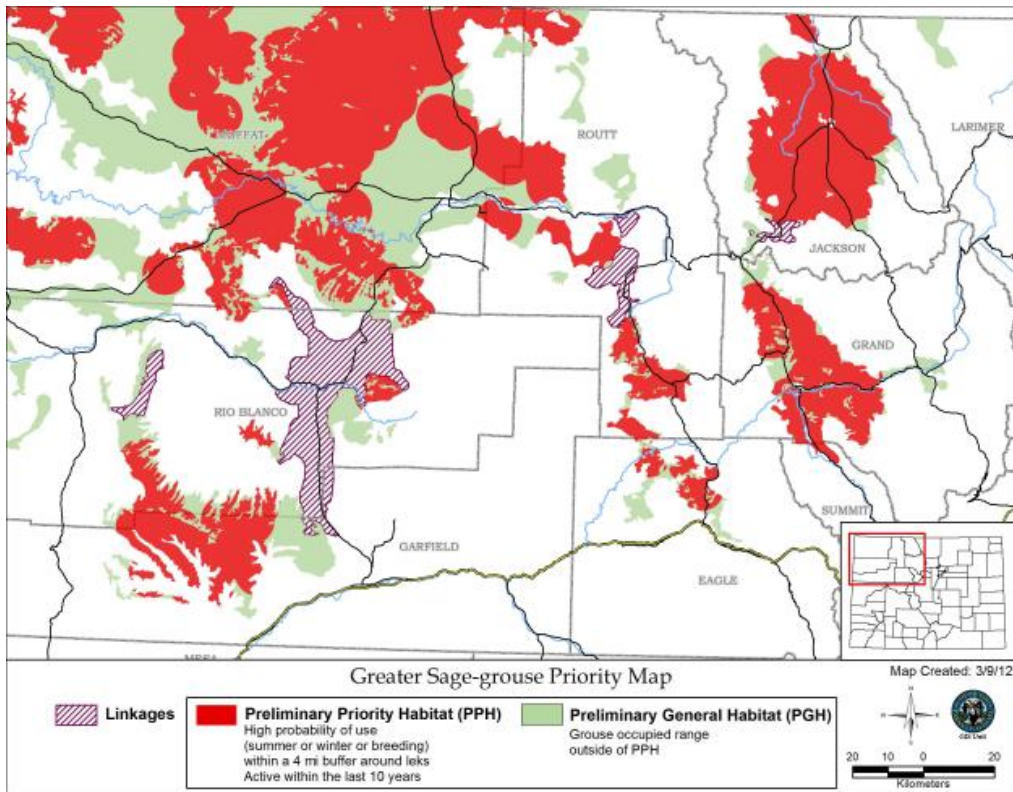 MOFFAT
ROUTT
LARIMER
JACKSON
GRAND
RIO BLANCO
SUMMIT
GARFIELD
EAGLE
Greater Sage-grouse Priority Map
Map Created: 3/9/12
Linkages
Preliminary Priority Habitat (PPH)
High probability of use
(summer or winter or breeding)
within a 4 mi buffer around leks
Active within the last 10 years
Preliminary General Habitat (PGH)
Grouse occupied range
outside of PPH
N
E
S
W
GIS Unit
20 10 0 20
Kilometers